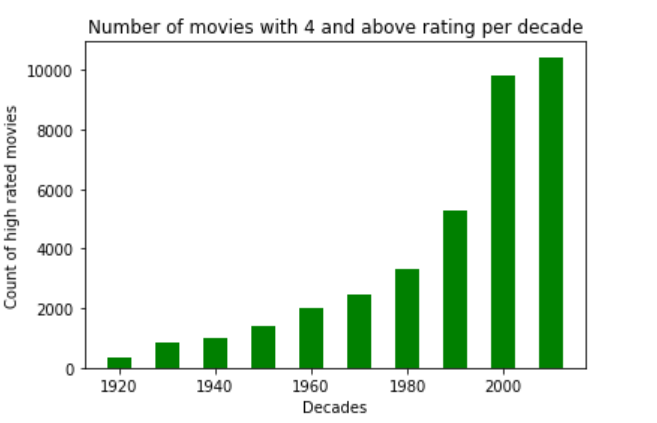 Number of movies with 4 and above rating per decade
10000
8000
6000
4000
2000
0
Count of high rated movies
1920 1940 1960 1980 2000
Decades